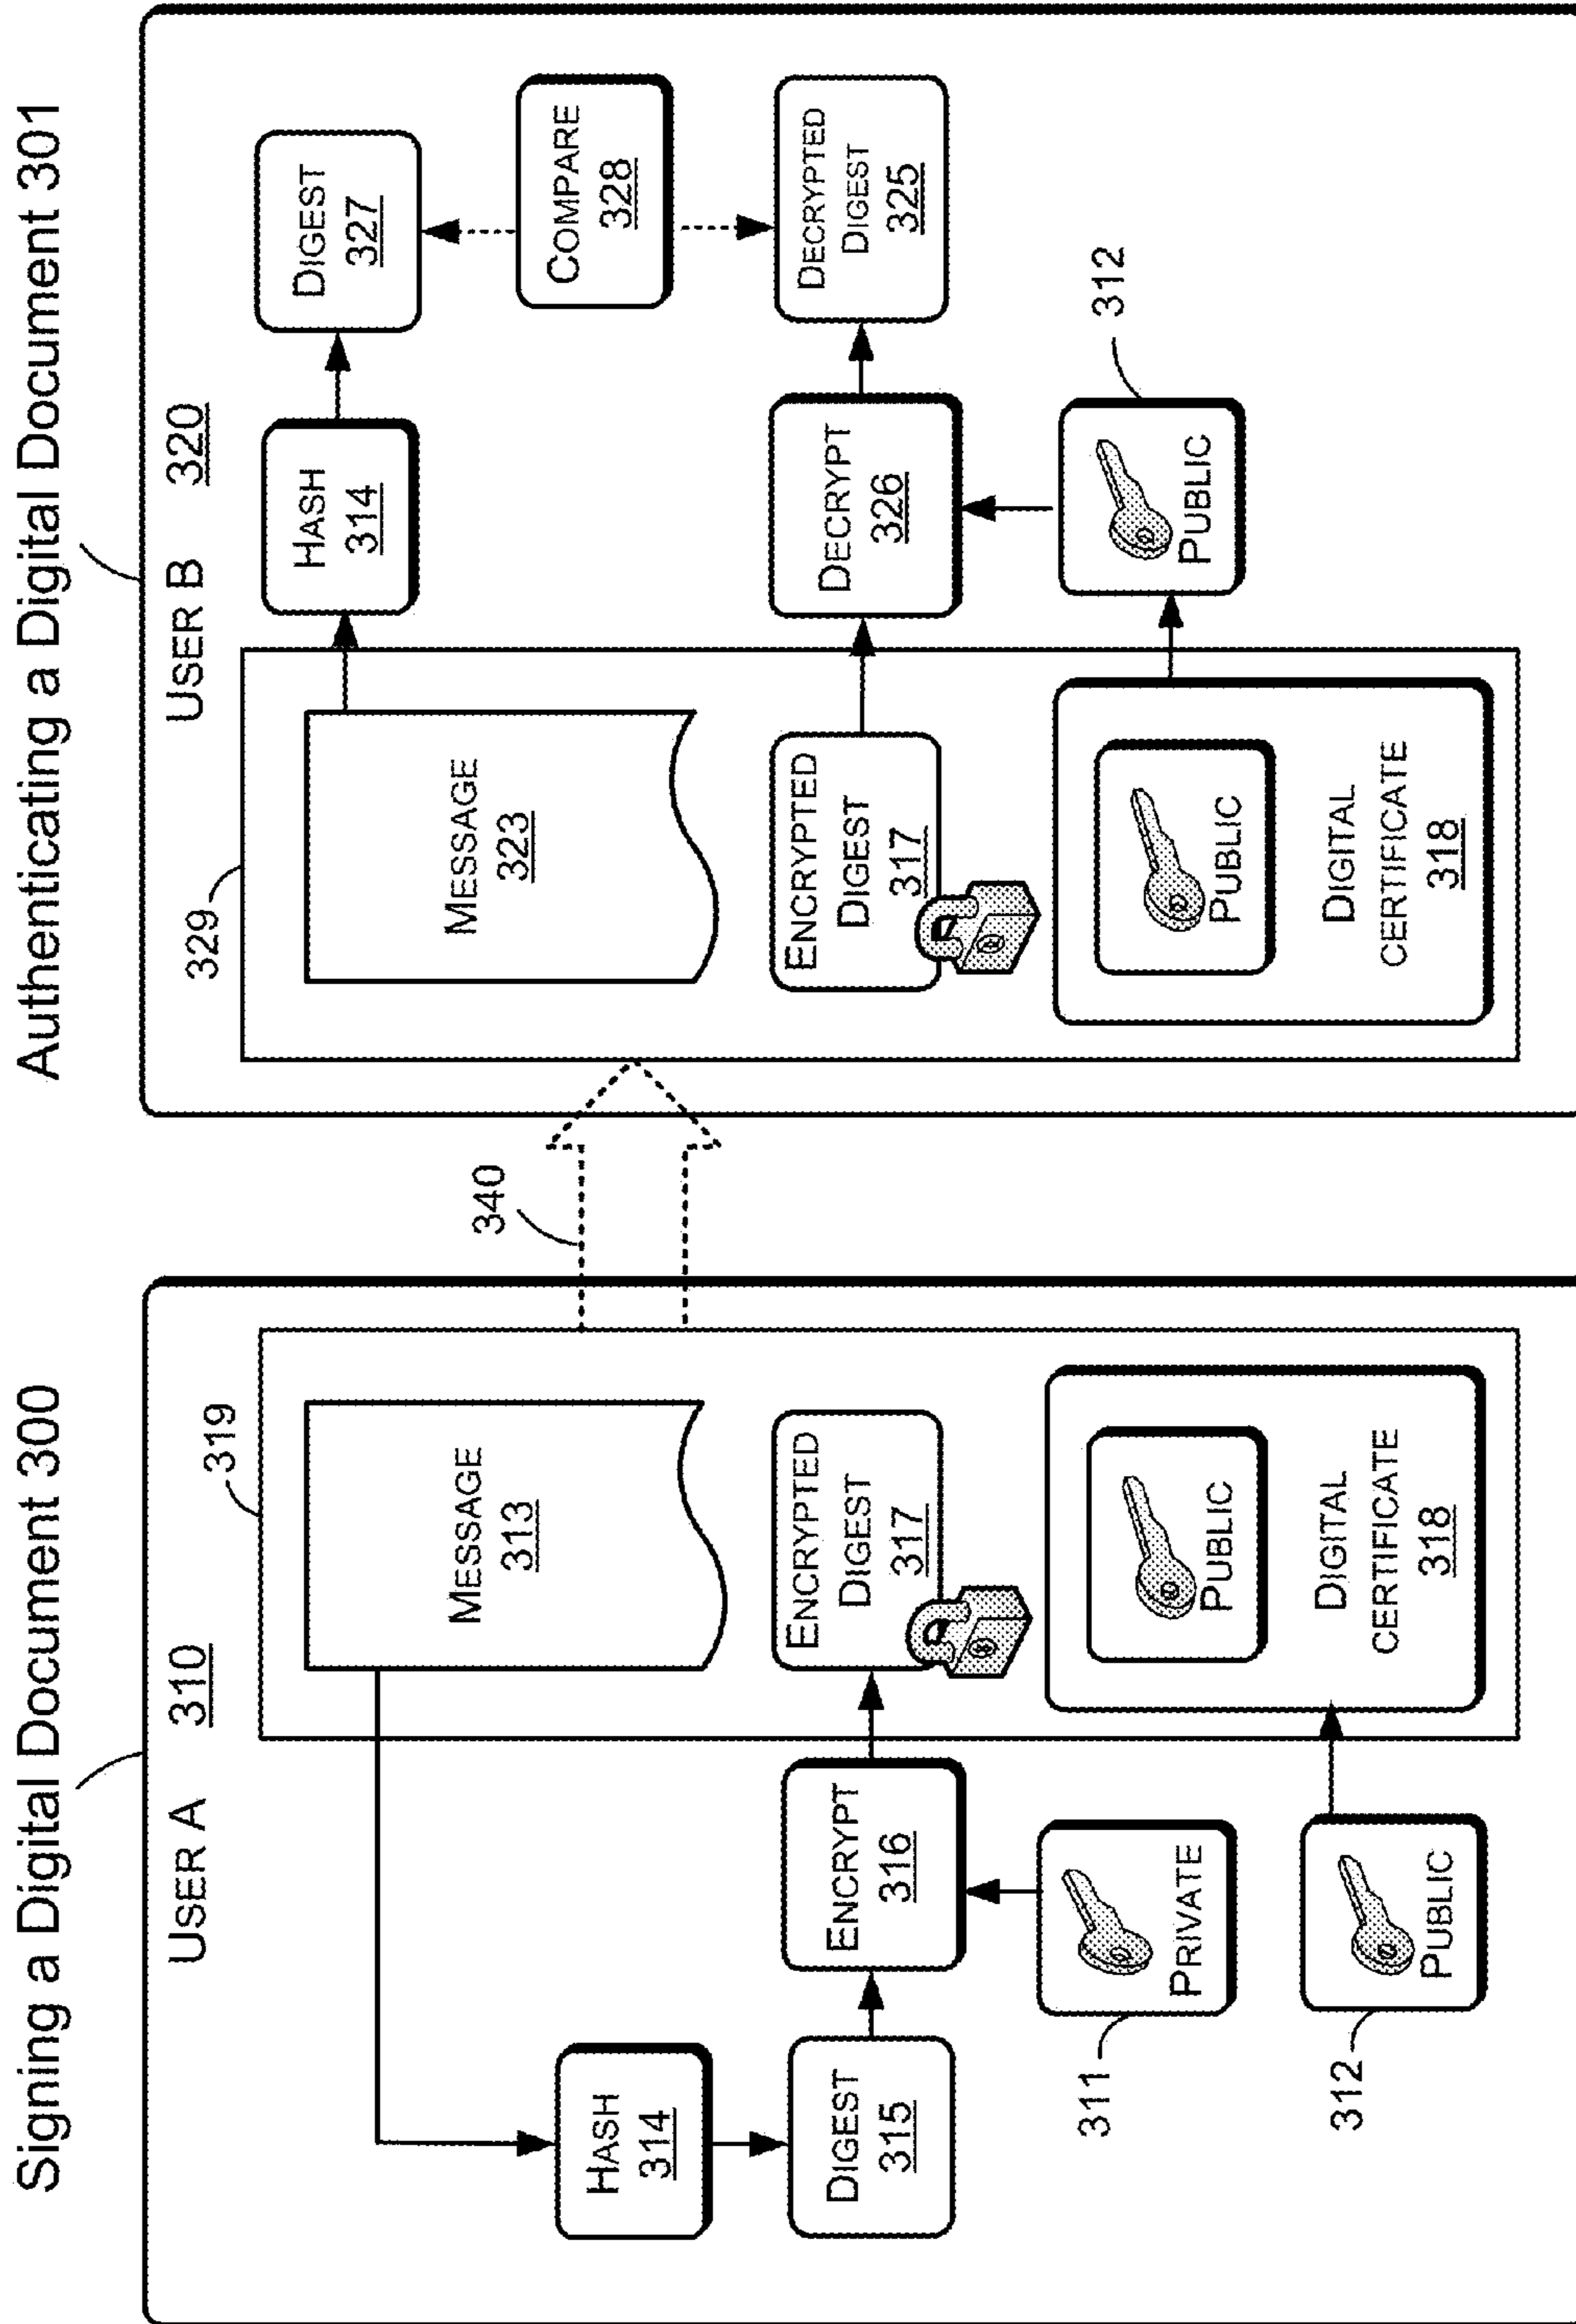 Signing a Digital Document 300
USER A 310
319
MESSAGE
313
HASH
314
DIGEST
315
ENCRYPT
316
ENCRYPTED
DIGEST
317
311
PRIVATE
312
PUBLIC
PUBLIC
DIGITAL
CERTIFICATE
318
340
Authenticating a Digital Document 301
USER B 320
329
MESSAGE
323
HASH
314
DIGEST
327
COMPARE
328
ENCRYPTED
DIGEST
317
DECRYPT
326
DECRYPTED
DIGEST
325
PUBLIC
DIGITAL
CERTIFICATE
318
PUBLIC
312